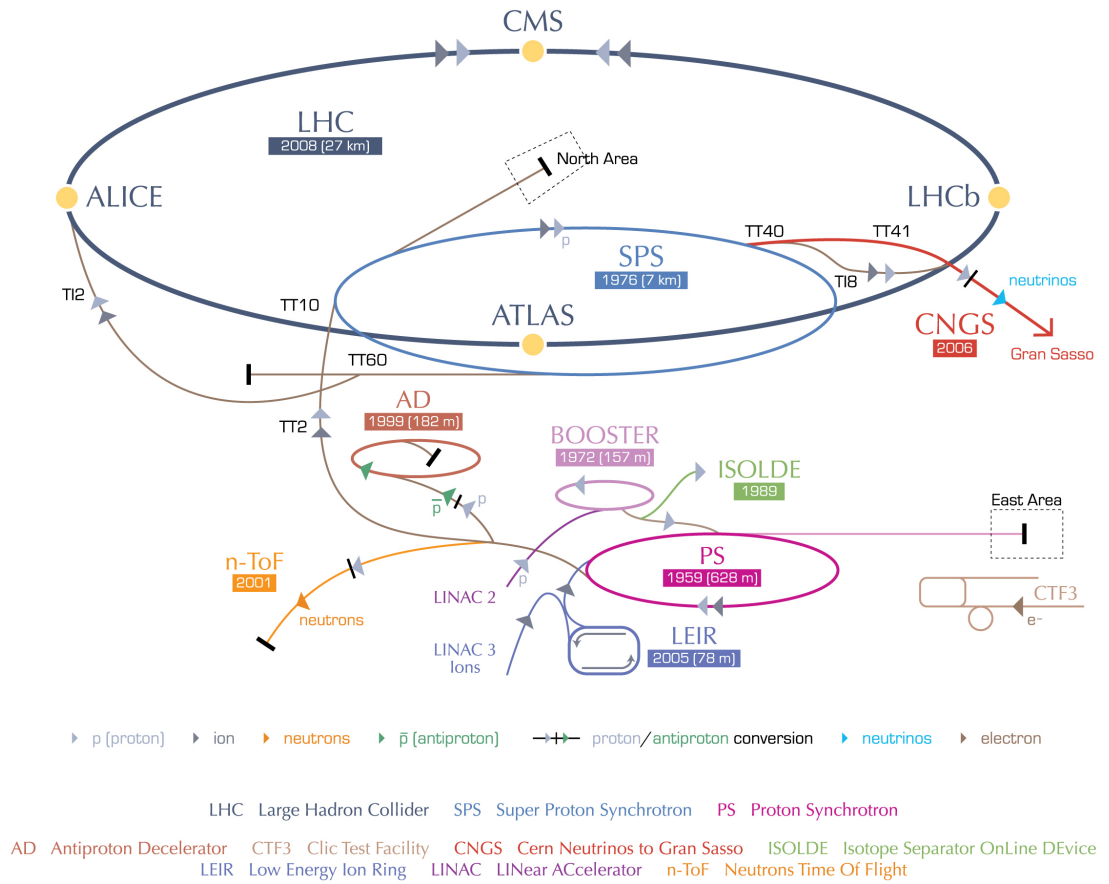 CMS
LHC
2008 (27 km)
North Area
ALICE
LHCb
p
TT40
TT41
SPS
1976 (7 km)
TI8
neutrinos
TI2
TT10
ATLAS
CNGS
2006
Gran Sasso
TT60
AD
1999 (182 m)
TT2
BOOSTER
1972 (157 m)
ISOLDE
1989
p̅
p
East Area
n-ToF
2001
PS
1959 (628 m)
p
LINAC 2
CTF3
neutrons
e⁻
LEIR
2005 (78 m)
LINAC 3
Ions
p (proton) ion neutrons p̅ (antiproton) proton/antiproton conversion neutrinos electron
LHC Large Hadron Collider SPS Super Proton Synchrotron PS Proton Synchrotron
AD Antiproton Decelerator CTF3 Clic Test Facility CNGS Cern Neutrinos to Gran Sasso ISOLDE Isotope Separator OnLine DEvice
LEIR Low Energy Ion Ring LINAC LINear ACcelerator n-ToF Neutrons Time Of Flight